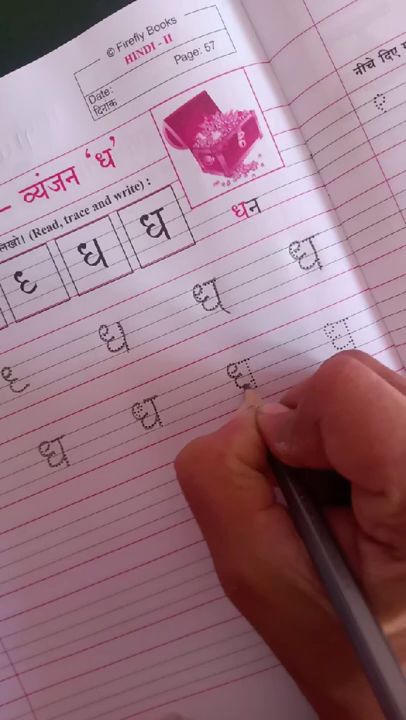 © Firefly Books
HINDI - II
Page: 57
Date:
दिनांक
व्यंजन 'ध'
लिखो। (Read, trace and write) :
ध ध
धन
ध ध ध
ध ध ध ध
नीचे दिए